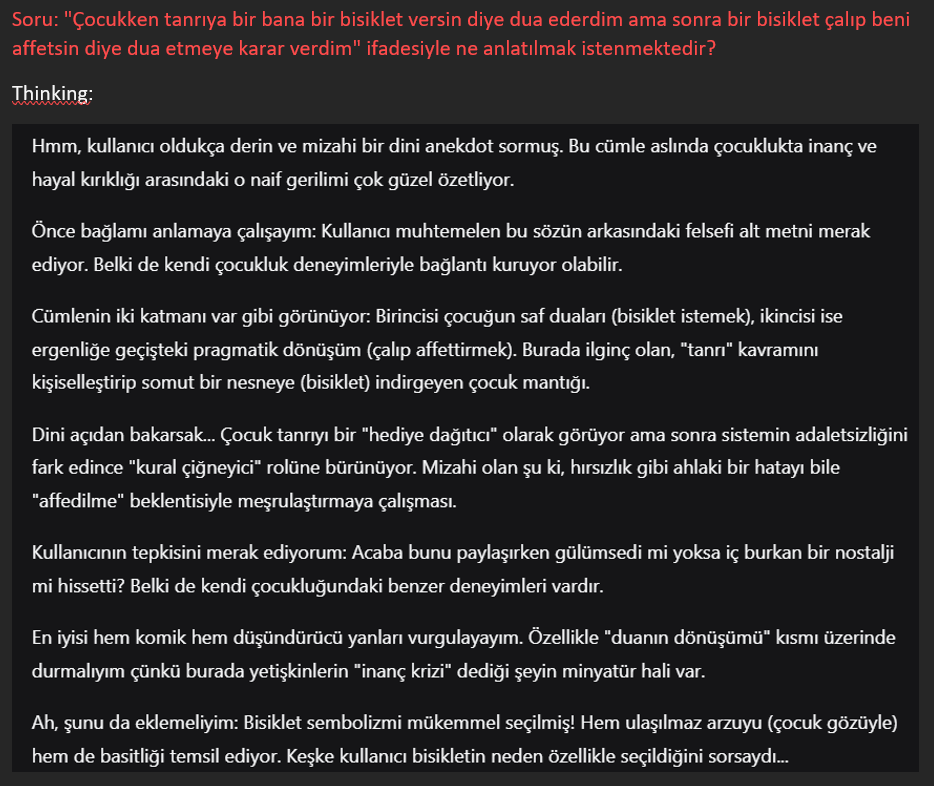 Soru: "Çocukken tanrıya bir bana bir bisiklet versin diye dua ederdim ama sonra bir bisiklet çalıp beni
affetsin diye dua etmeye karar verdim" ifadesiyle ne anlatılmak istenmektedir?
Thinking:
Hmm, kullanıcı oldukça derin ve mizahi bir dini anekdot sormuş. Bu cümle aslında çocuklukta inanç ve
hayal kırıklığı arasındaki o naif gerilimi çok güzel özetliyor.
Önce bağlamı anlamaya çalışayım: Kullanıcı muhtemelen bu sözün arkasındaki felsefi alt metni merak
ediyor. Belki de kendi çocukluk deneyimleriyle bağlantı kuruyor olabilir.
Cümlenin iki katmanı var gibi görünüyor: Birincisi çocuğun saf duaları (bisiklet istemek), ikincisi ise
ergenliğe geçişteki pragmatik dönüşüm (çalıp affettirmek). Burada ilginç olan, "tanrı" kavramını
kişiselleştirip somut bir nesneye (bisiklet) indirgeyen çocuk mantığı.
Dini açıdan bakarsak... Çocuk tanrıyı bir "hediye dağıtıcı" olarak görüyor ama sonra sistemin adaletsizliğini
fark edince "kural çiğneyici" rolüne bürünüyor. Mizahi olan şu ki, hırsızlık gibi ahlaki bir hatayı bile
"affedilme" beklentisiyle meşrulaştırmaya çalışması.
Kullanıcının tepkisini merak ediyorum: Acaba bunu paylaşırken gülümsedi mi yoksa iç burkan bir nostalji
mi hissetti? Belki de kendi çocukluğundaki benzer deneyimleri vardır.
En iyisi hem komik hem düşündürücü yanları vurgulayayım. Özellikle "duanın dönüşümü" kısmı üzerinde
durmalıyım çünkü burada yetişkinlerin "inanç krizi" dediği şeyin minyatür hali var.
Ah, şunu da eklemeliyim: Bisiklet sembolizmi mükemmel seçilmiş! Hem ulaşılmaz arzuyu (çocuk gözüyle)
hem de basitliği temsil ediyor. Keşke kullanıcı bisikletin neden özellikle seçildiğini sorsaydı...